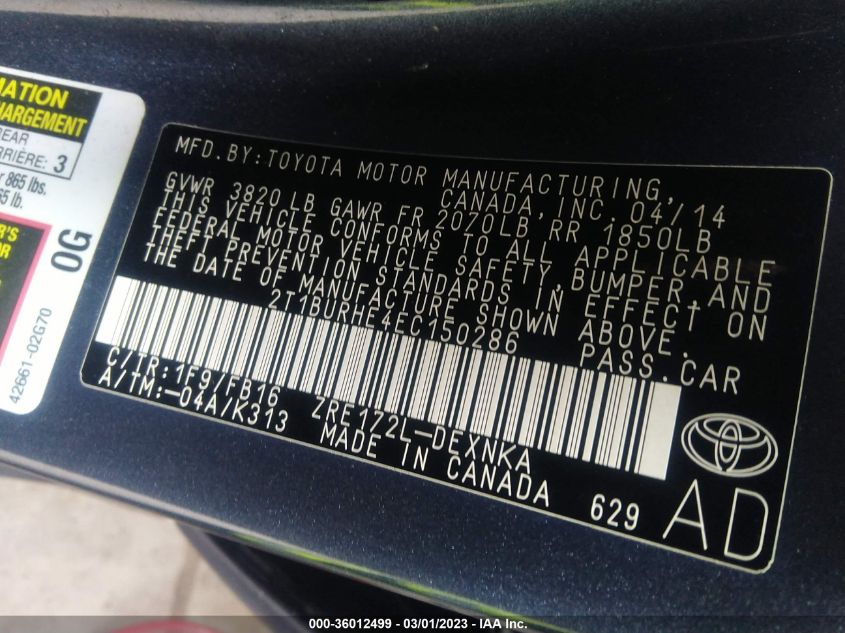 MATION
HARGEMENT
REAR
ARRIÈRE: 3
r 865 lbs.
65 lb.
R'S
OR
0G
42661-02G70
MFD.BY:TOYOTA MOTOR MANUFACTURING,
CANADA, INC. 04/14
GVWR 3820 LB GAWR FR 2070LB RR 1850LB
THIS VEHICLE CONFORMS TO ALL APPLICABLE
FEDERAL MOTOR VEHICLE SAFETY, BUMPER, AND
THEFT PREVENTION STANDARDS IN EFFECT ON
THE DATE OF MANUFACTURE SHOWN ABOVE.
2T1BURHE4EC150286 PASS.CAR
C/TR:1F9/FB16
A/TM:-04A/K313 ZRE172L-DEXNKA
MADE IN CANADA 629
AD
000-36012499 - 03/01/2023 - IAA Inc.